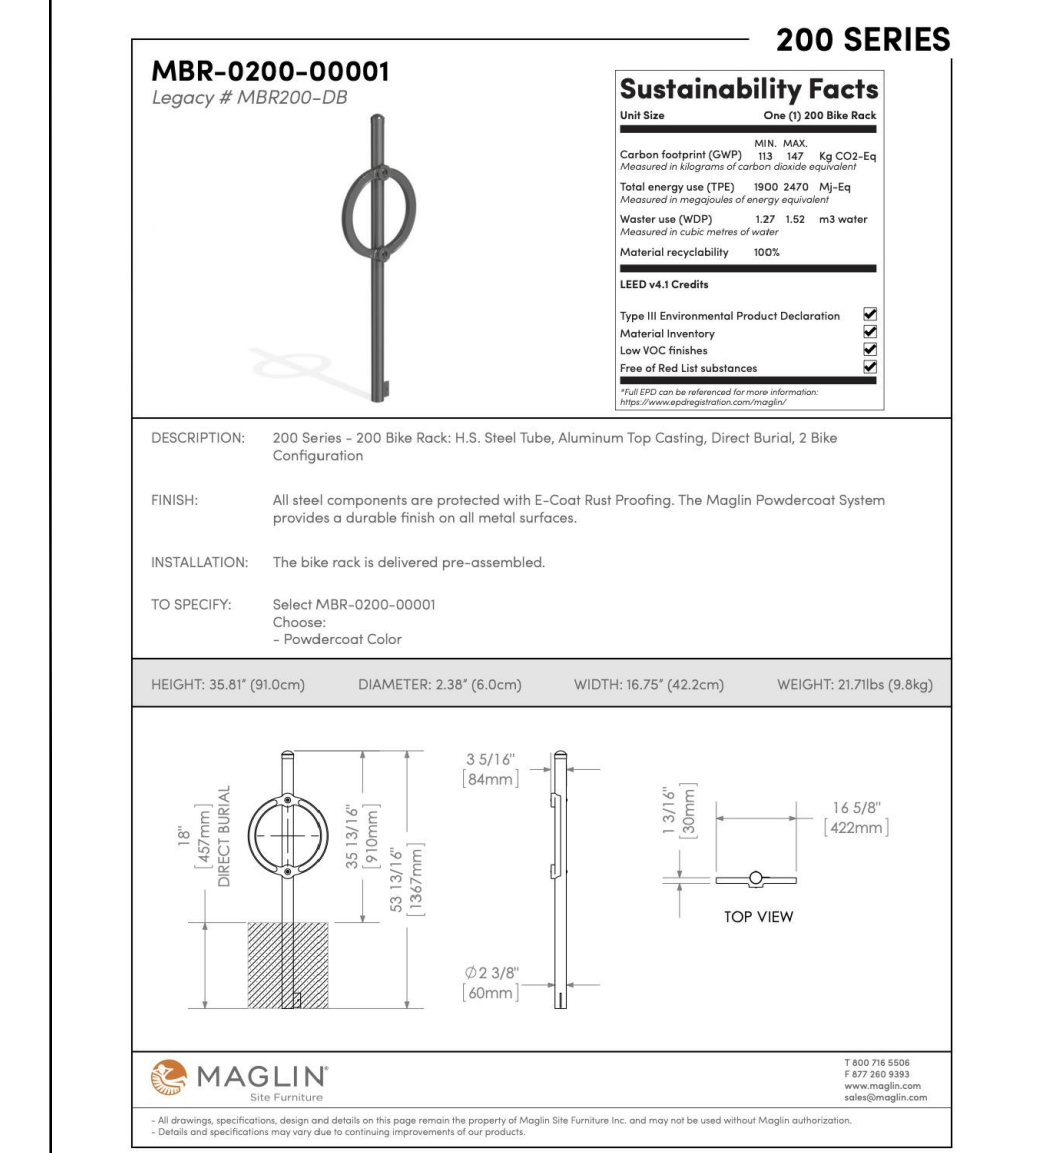 200 SERIES
MBR-0200-00001
Legacy # MBR200-DB
Sustainability Facts
Unit Size One (1) 200 Bike Rack
MIN. MAX.
Carbon footprint (GWP) 113 147 Kg CO2-Eq
Measured in kilograms of carbon dioxide equivalent
Total energy use (TPE) 1900 2470 Mj-Eq
Measured in megajoules of energy equivalent
Waster use (WDP) 1.27 1.52 m3 water
Measured in cubic metres of water
Material recyclability 100%
LEED v4.1 Credits
Type III Environmental Product Declaration
Material Inventory
Low VOC finishes
Free of Red List substances
*Full EPD can be referenced for more information:
https://www.epdregistration.com/maglin/
DESCRIPTION: 200 Series - 200 Bike Rack: H.S. Steel Tube, Aluminum Top Casting, Direct Burial, 2 Bike
Configuration
FINISH: All steel components are protected with E-Coat Rust Proofing. The Maglin Powdercoat System
provides a durable finish on all metal surfaces.
INSTALLATION: The bike rack is delivered pre-assembled.
TO SPECIFY: Select MBR-0200-00001
Choose:
- Powdercoat Color
HEIGHT: 35.81" (91.0cm) DIAMETER: 2.38" (6.0cm) WIDTH: 16.75" (42.2cm) WEIGHT: 21.71lbs (9.8kg)
18"
[457mm]
DIRECT BURIAL
35 13/16"
[910mm]
53 13/16"
[1367mm]
3 5/16"
[84mm]
Ø2 3/8"
[60mm]
1 3/16"
[30mm]
16 5/8"
[422mm]
TOP VIEW
MAGLIN®
Site Furniture
T 800 716 5506
F 877 260 9393
www.maglin.com
sales@maglin.com
- All drawings, specifications, design and details on this page remain the property of Maglin Site Furniture Inc. and may not be used without Maglin authorization.
- Details and specifications may vary due to continuing improvements of our products.